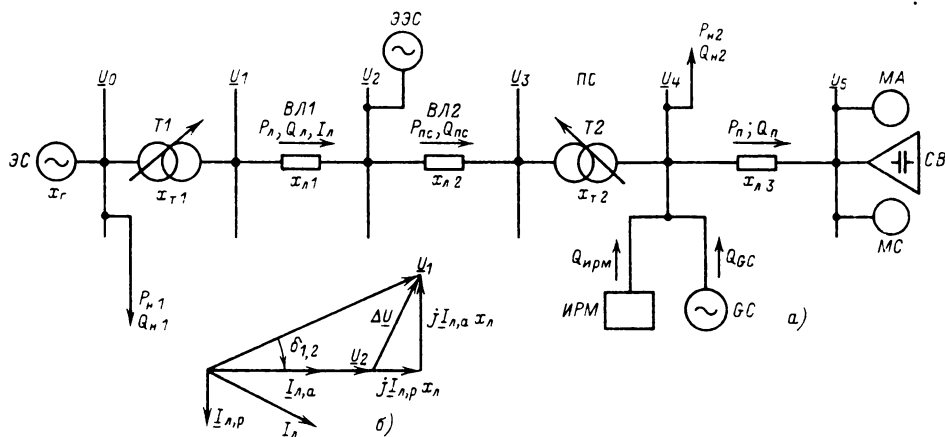 ЭЭС
U0
U1
U2
U3
ПС
U4
Pн2
Qн2
U5
МА
Т1
ВЛ1
Pл; Qл, Iл
ВЛ2
Pпс, Qпс
Т2
Pп; Qп
ЭС
СВ
xг
xт1
xл1
xл2
xт2
xл3
МС
Qирм
QGC
Pн1
Qн1
ИРМ
GC
а)
U1
ΔU
jIл,а xл
δ1,2
U2
Iл,а
jIл,р xл
Iл,р
Iл
б)